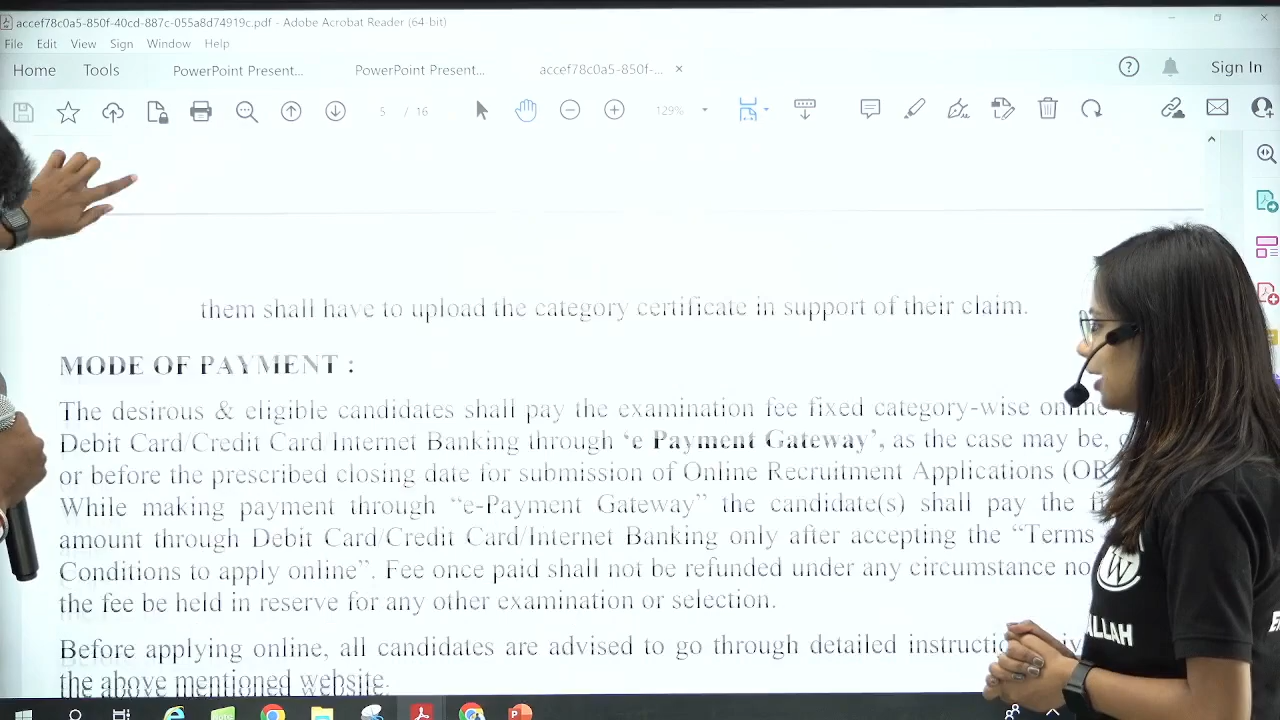 accef78c0a5-850f-40cd-887c-055a8d74919c.pdf - Adobe Acrobat Reader (64-bit)
File Edit View Sign Window Help
Home Tools PowerPoint Present... PowerPoint Present... accef78c0a5-850f-... × Sign In
5 / 16 129%
them shall have to upload the category certificate in support of their claim.
MODE OF PAYMENT :
The desirous & eligible candidates shall pay the examination fee fixed category-wise
Debit Card/Credit Card/Internet Banking through ‘e Payment Gateway’, as the case may be,
or before the prescribed closing date for submission of Online Recruitment Applications
While making payment through “e-Payment Gateway” the candidate(s) shall pay the
amount through Debit Card/Credit Card/Internet Banking only after accepting the “Terms
Conditions to apply online”. Fee once paid shall not be refunded under any circumstance
the fee be held in reserve for any other examination or selection.
Before applying online, all candidates are advised to go through detailed
the above mentioned website.
W
ALLAH